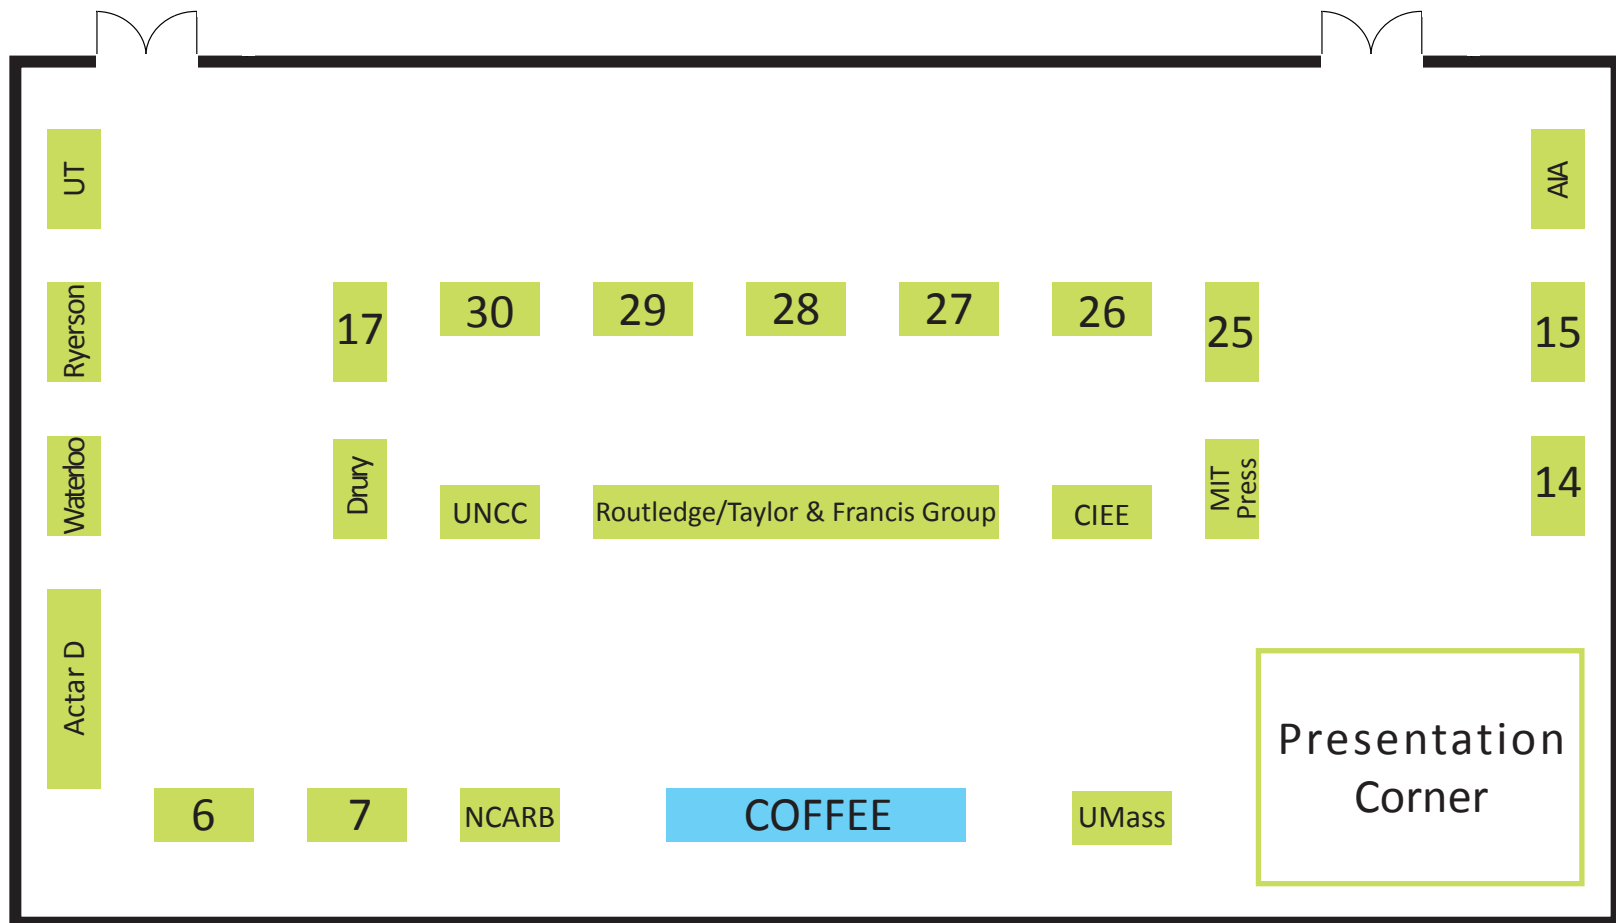 UT
AIA
Ryerson
17
30
29
28
27
26
25
15
Waterloo
Drury
UNCC
Routledge/Taylor & Francis Group
CIEE
MIT
Press
14
Actar D
Presentation
Corner
6
7
NCARB
COFFEE
UMass